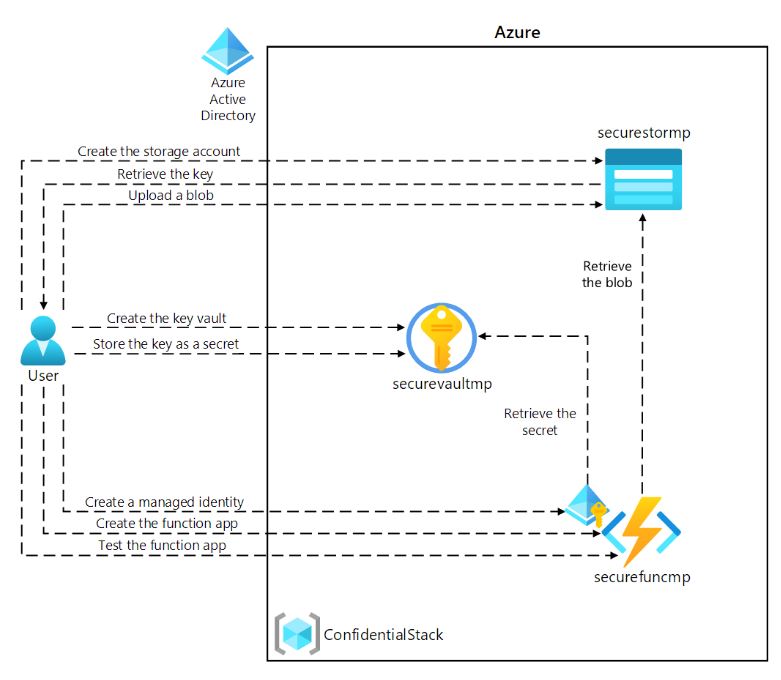 Azure
Azure
Active
Directory
securestormp
Create the storage account
Retrieve the key
Upload a blob
Retrieve
the blob
Create the key vault
Store the key as a secret
User
securevaultmp
Retrieve the
secret
Create a managed identity
Create the function app
Test the function app
securefuncmp
ConfidentialStack